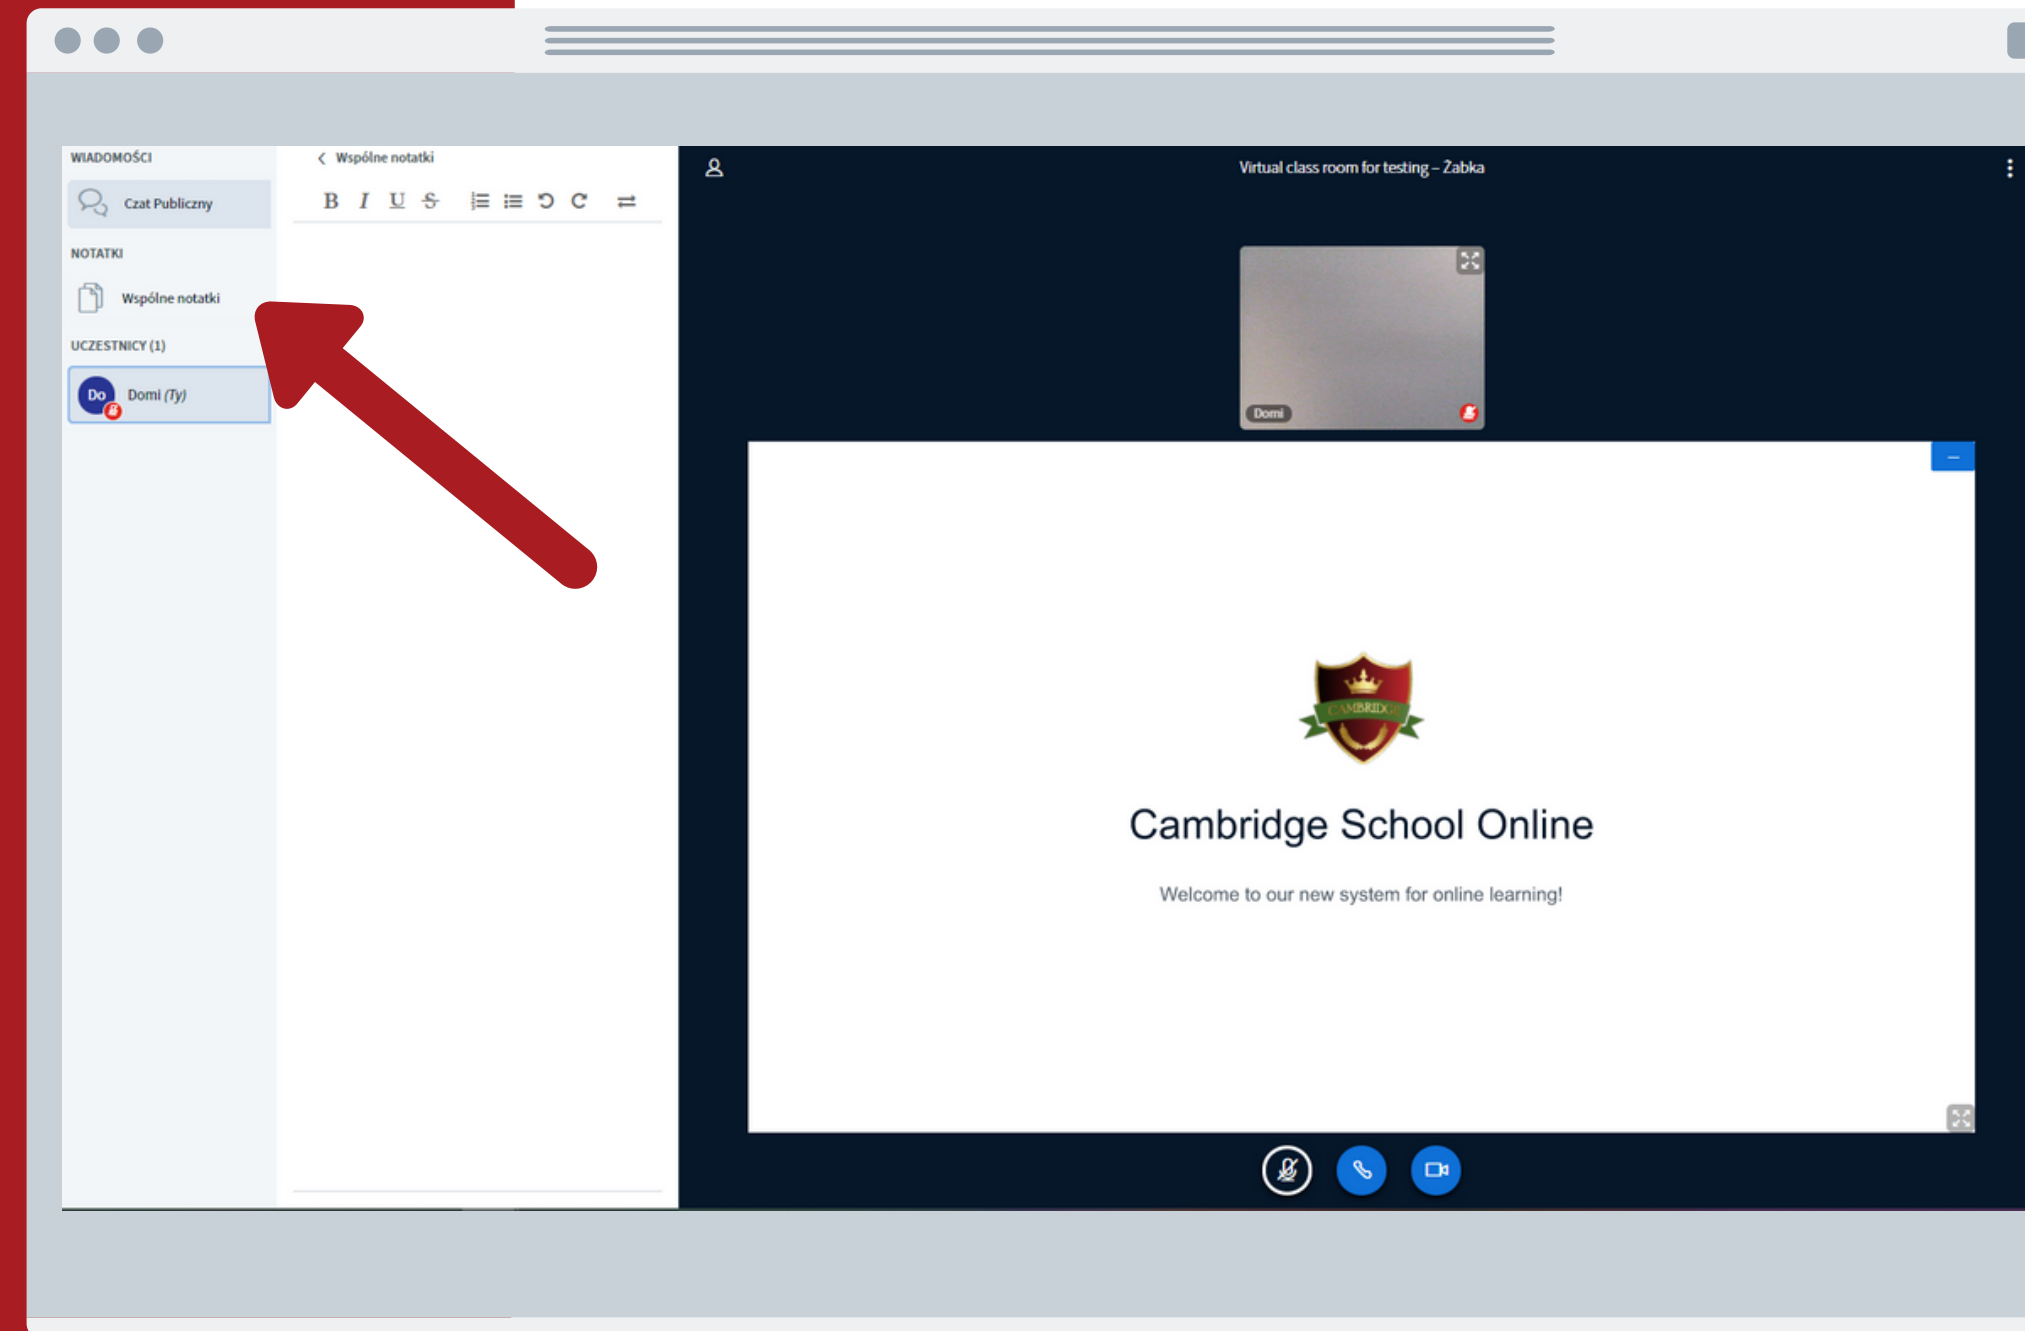 WIADOMOŚCI
Czat Publiczny
NOTATKI
Wspólne notatki
UCZESTNICY (1)
Do
Domi (Ty)
Wspólne notatki
B I U S
Virtual class room for testing – Żabka
Domi
CAMBRIDGE
Cambridge School Online
Welcome to our new system for online learning!